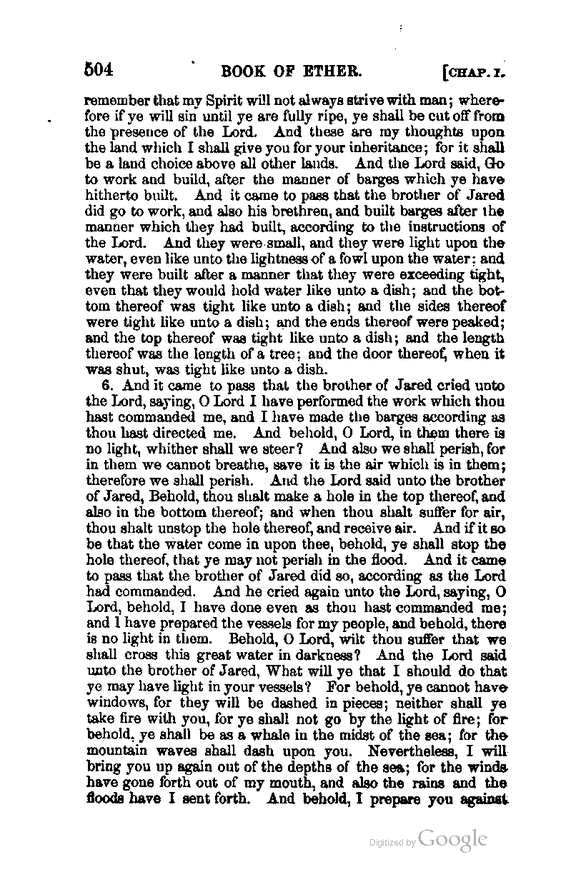 504 BOOK OF ETHER. [CHAP. I.
remember that my Spirit will not always strive with man; where-
fore if ye will sin until ye are fully ripe, ye shall be cut off from
the presence of the Lord. And these are my thoughts upon
the land which I shall give you for your inheritance; for it shall
be a land choice above all other lands. And the Lord said, Go
to work and build, after the manner of barges which ye have
hitherto built. And it came to pass that the brother of Jared
did go to work, and also his brethren, and built barges after the
manner which they had built, according to the instructions of
the Lord. And they were small, and they were light upon the
water, even like unto the lightness of a fowl upon the water; and
they were built after a manner that they were exceeding tight,
even that they would hold water like unto a dish; and the bot-
tom thereof was tight like unto a dish; and the sides thereof
were tight like unto a dish; and the ends thereof were peaked;
and the top thereof was tight like unto a dish; and the length
thereof was the length of a tree; and the door thereof, when it
was shut, was tight like unto a dish.
6. And it came to pass that the brother of Jared cried unto
the Lord, saying, O Lord I have performed the work which thou
hast commanded me, and I have made the barges according as
thou hast directed me. And behold, O Lord, in them there is
no light, whither shall we steer? And also we shall perish, for
in them we cannot breathe, save it is the air which is in them;
therefore we shall perish. And the Lord said unto the brother
of Jared, Behold, thou shalt make a hole in the top thereof, and
also in the bottom thereof; and when thou shalt suffer for air,
thou shalt unstop the hole thereof, and receive air. And if it so
be that the water come in upon thee, behold, ye shall stop the
hole thereof, that ye may not perish in the flood. And it came
to pass that the brother of Jared did so, according as the Lord
had commanded. And he cried again unto the Lord, saying, O
Lord, behold, I have done even as thou hast commanded me;
and I have prepared the vessels for my people, and behold, there
is no light in them. Behold, O Lord, wilt thou suffer that we
shall cross this great water in darkness? And the Lord said
unto the brother of Jared, What will ye that I should do that
ye may have light in your vessels? For behold, ye cannot have
windows, for they will be dashed in pieces; neither shall ye
take fire with you, for ye shall not go by the light of fire; for
behold, ye shall be as a whale in the midst of the sea; for the
mountain waves shall dash upon you. Nevertheless, I will
bring you up again out of the depths of the sea; for the winds
have gone forth out of my mouth, and also the rains and the
floods have I sent forth. And behold, I prepare you against
Digitized by Google